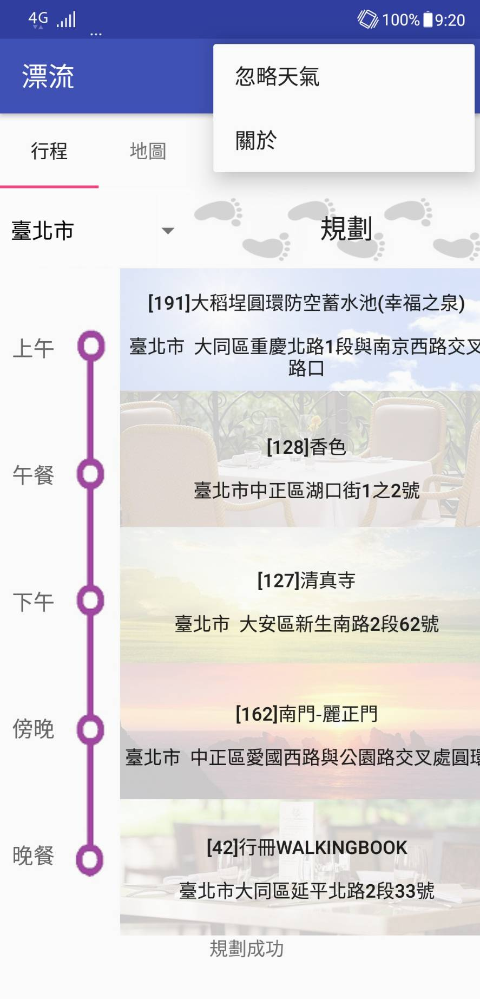 4G
...
100%
9:20
漂流
忽略天氣
關於
行程
地圖
臺北市
規劃
上午
[191]大稻埕圓環防空蓄水池(幸福之泉)
臺北市 大同區重慶北路1段與南京西路交叉
路口
午餐
[128]香色
臺北市中正區湖口街1之2號
下午
[127]清真寺
臺北市 大安區新生南路2段62號
傍晚
[162]南門-麗正門
臺北市 中正區愛國西路與公園路交叉處圓環
晚餐
[42]行冊WALKINGBOOK
臺北市大同區延平北路2段33號
規劃成功